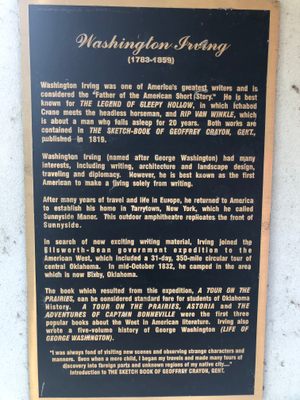 Washington Irving
(1783-1859)
Washington Irving was one of America's greatest writers and is
considered the "Father of the American Short Story." He is best
known for THE LEGEND OF SLEEPY HOLLOW, in which Ichabod
Crane meets the headless horseman, and RIP VAN WINKLE, which
is about a man who falls asleep for 20 years. Both works are
contained in THE SKETCH-BOOK OF GEOFFREY CRAYON, GENT.,
published in 1819.
Washington Irving (named after George Washington) had many
interests, including writing, architecture and landscape design,
traveling and diplomacy. However, he is best known as the first
American to make a living solely from writing.
After many years of travel and life in Europe, he returned to America
to establish his home in Tarrytown, New York, which he called
Sunnyside Manor. This outdoor amphitheatre replicates the front of
Sunnyside.
In search of new exciting writing material, Irving joined the
Ellsworth-Bean government expedition to the
American West, which included a 31-day, 350-mile circular tour of
central Oklahoma. In mid-October 1832, he camped in the area
which is now Bixby, Oklahoma.
The book which resulted from this expedition, A TOUR ON THE
PRAIRIES, can be considered standard fare for students of Oklahoma
History. A TOUR ON THE PRAIRIES, ASTORIA and THE
ADVENTURES OF CAPTAIN BONNEVILLE were the first three
popular books about the West in American literature. Irving also
wrote a five-volume history of George Washington (LIFE OF
GEORGE WASHINGTON).
"I was always fond of visiting new scenes and observing strange characters and
manners. Even when a mere child, I began my travels and made many tours of
discovery into foreign parts and unknown regions of my native city...."
Introduction to THE SKETCH BOOK OF GEOFFREY CRAYON, GENT.